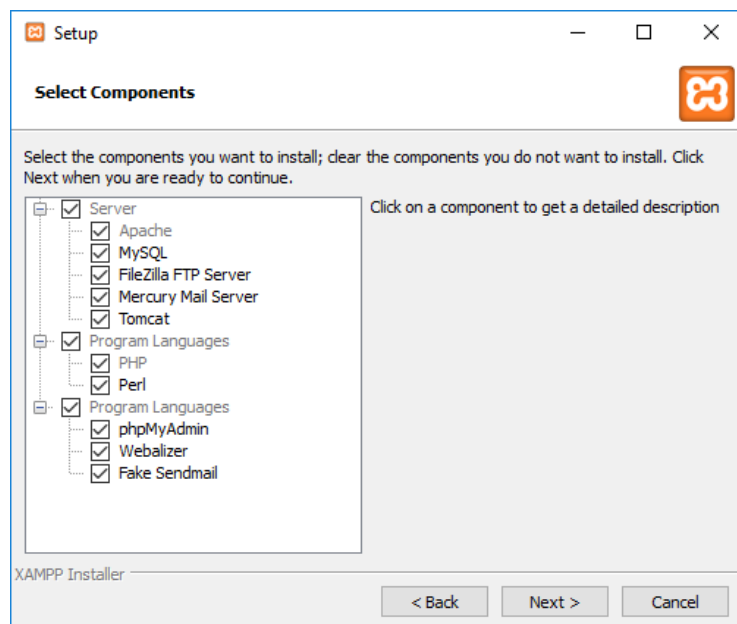 Setup
Select Components
Select the components you want to install; clear the components you do not want to install. Click
Next when you are ready to continue.
Server
Apache
MySQL
FileZilla FTP Server
Mercury Mail Server
Tomcat
Program Languages
PHP
Perl
Program Languages
phpMyAdmin
Webalizer
Fake Sendmail
Click on a component to get a detailed description
XAMPP Installer
< Back
Next >
Cancel